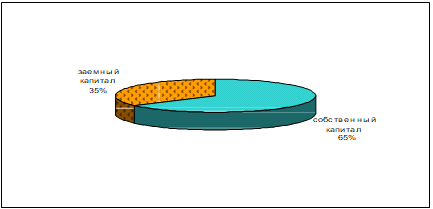 заемный
капитал
35%
собственный
капитал
65%